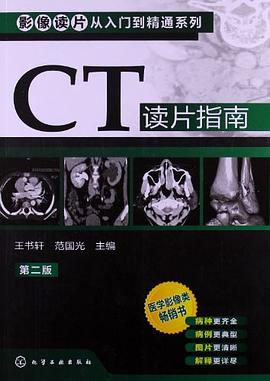 影像读片从入门到精通系列
CT
读片指南
王书轩 范国光 主编
第二版
医学影像类
畅销书
病种更齐全
病例更典型
图片更清晰
解释更详尽
化学工业出版社